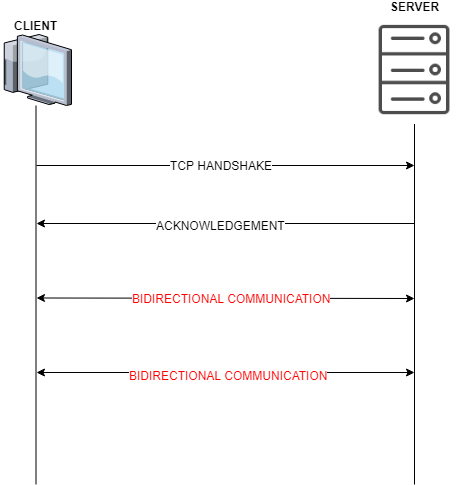 SERVER
CLIENT
TCP HANDSHAKE
ACKNOWLEDGEMENT
BIDIRECTIONAL COMMUNICATION
BIDIRECTIONAL COMMUNICATION